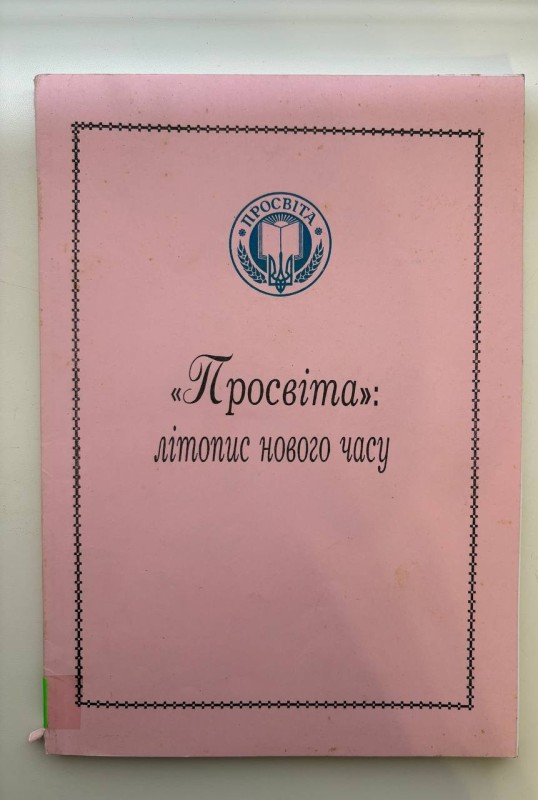 ПРОСВІТА
«Просвіта»:
літопис нового часу